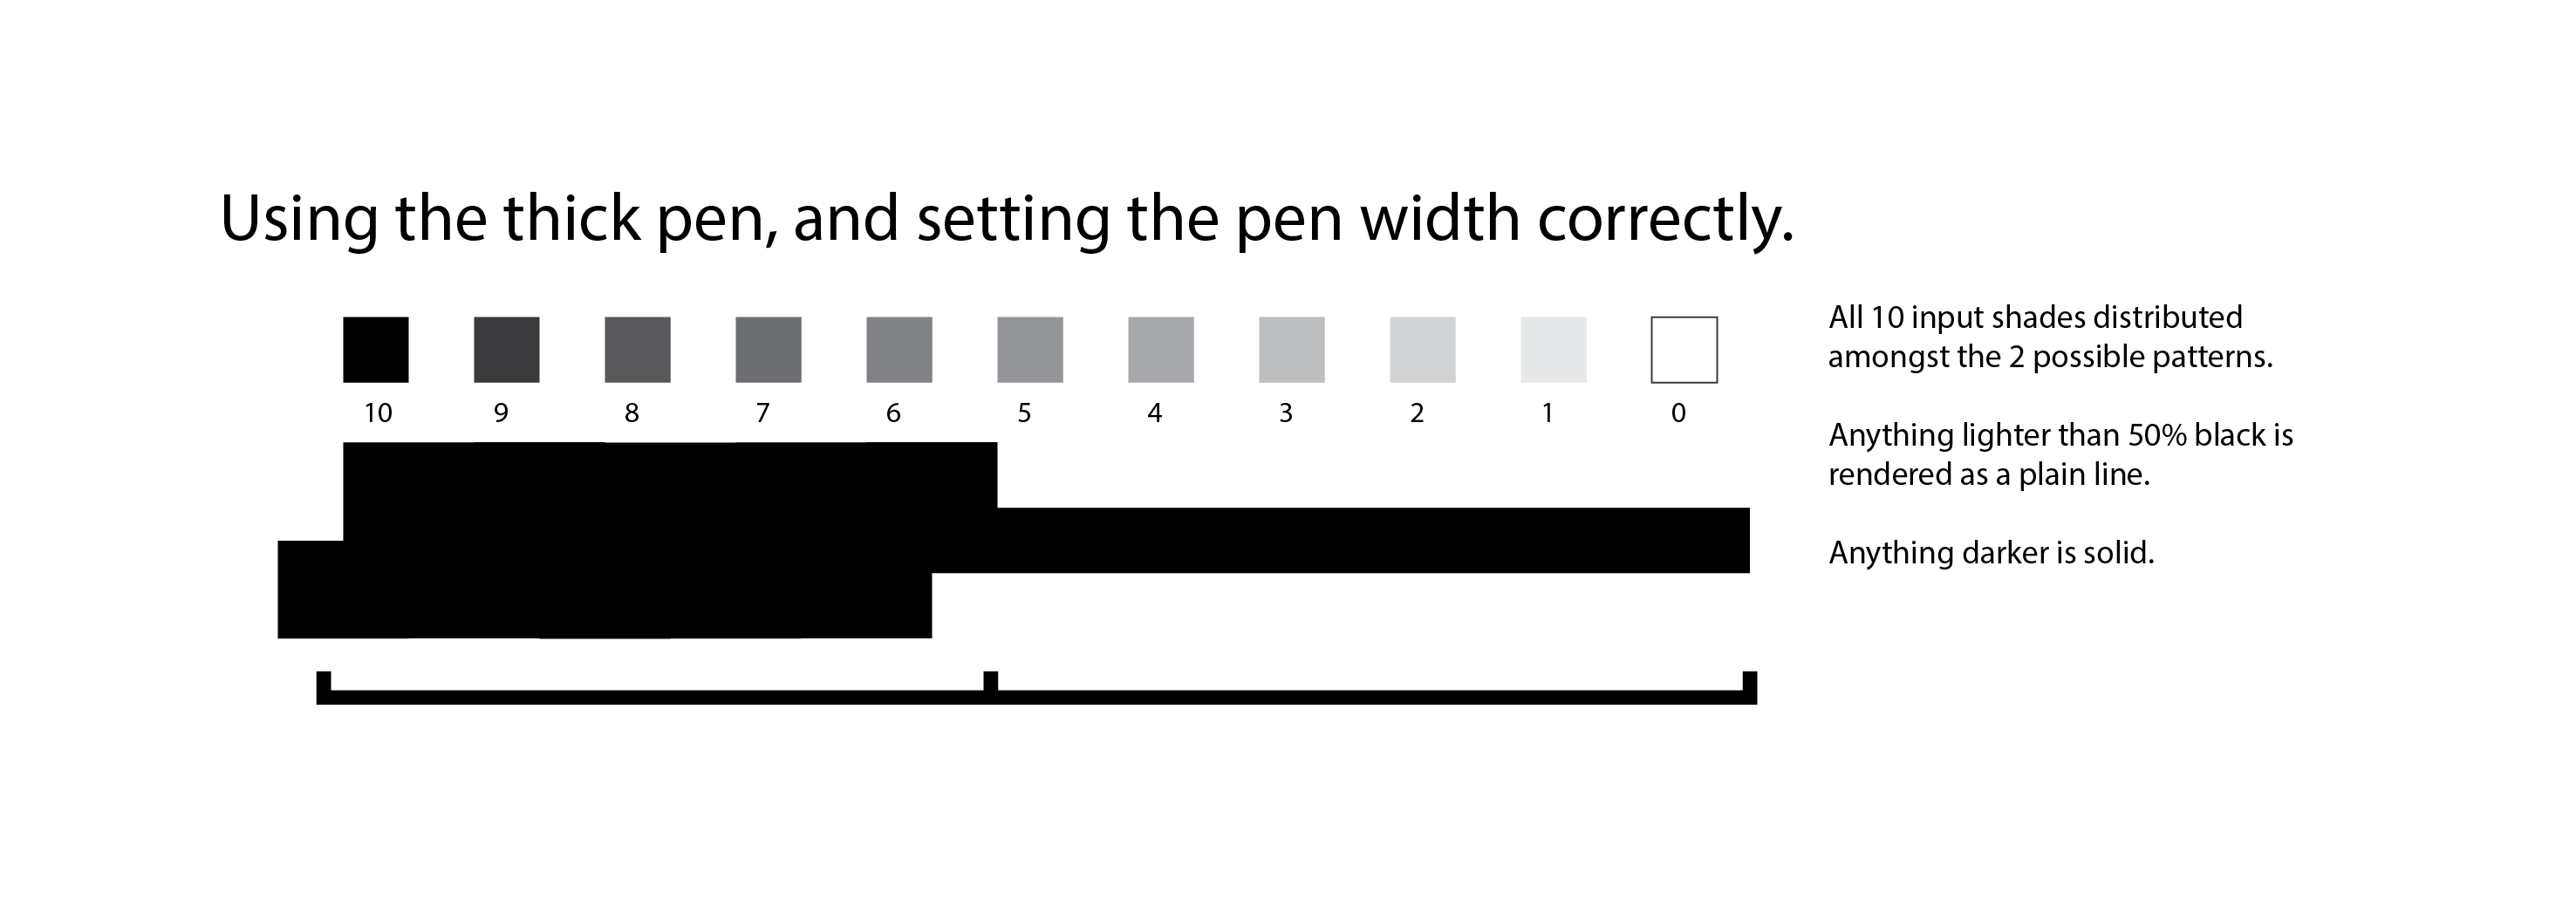 Using the thick pen, and setting the pen width correctly.
10 9 8 7 6 5 4 3 2 1 0
All 10 input shades distributed
amongst the 2 possible patterns.
Anything lighter than 50% black is
rendered as a plain line.
Anything darker is solid.